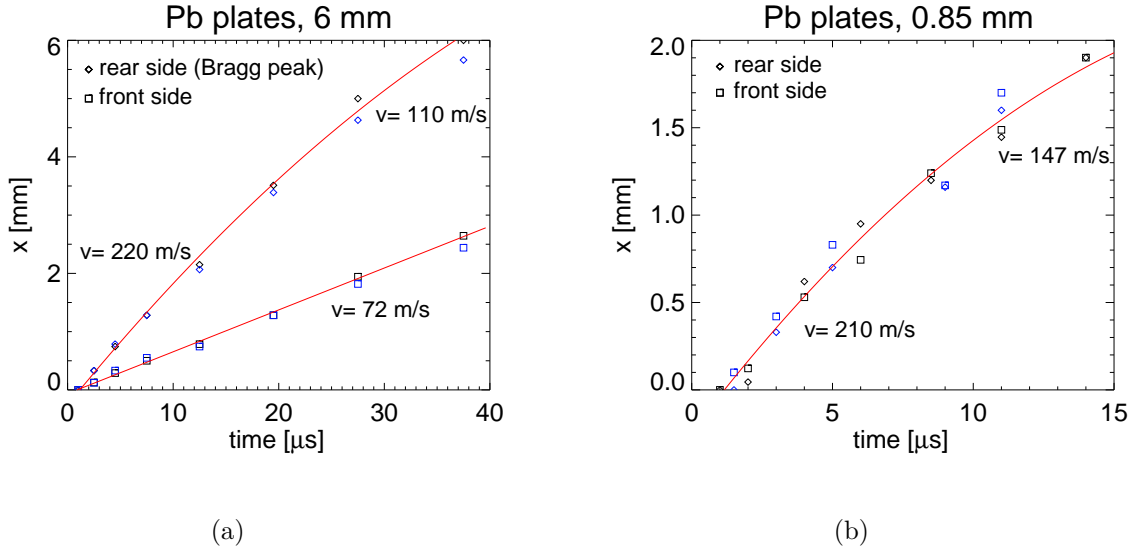 Pb plates, 6 mm
6
4
2
0
x [mm]
rear side (Bragg peak)
front side
v= 110 m/s
v= 220 m/s
v= 72 m/s
0 10 20 30 40
time [μs]
(a)
Pb plates, 0.85 mm
2.0
1.5
1.0
0.5
0.0
x [mm]
rear side
front side
v= 147 m/s
v= 210 m/s
0 5 10 15
time [μs]
(b)